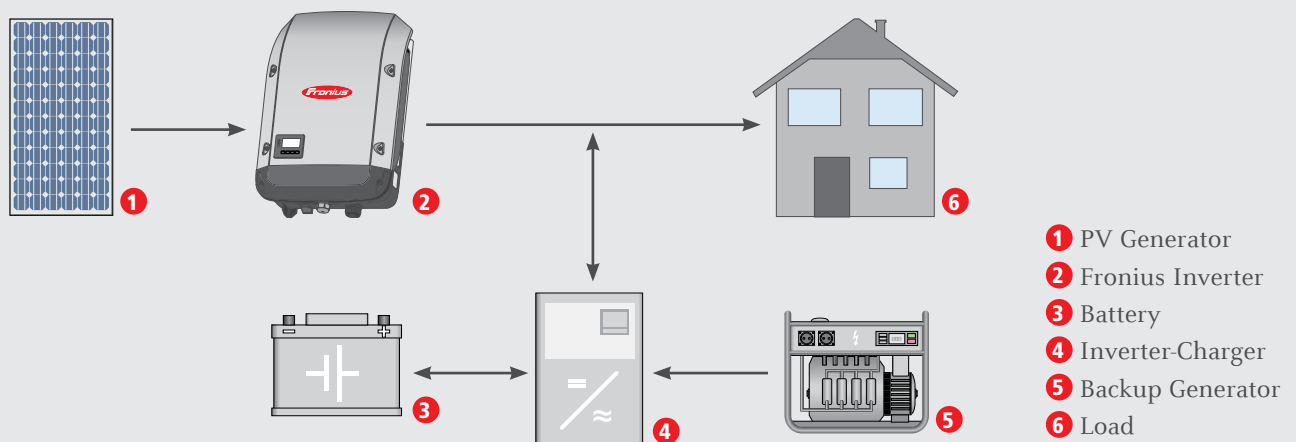 Fronius
1
2
6
3
4
5
1 PV Generator
2 Fronius Inverter
3 Battery
4 Inverter-Charger
5 Backup Generator
6 Load